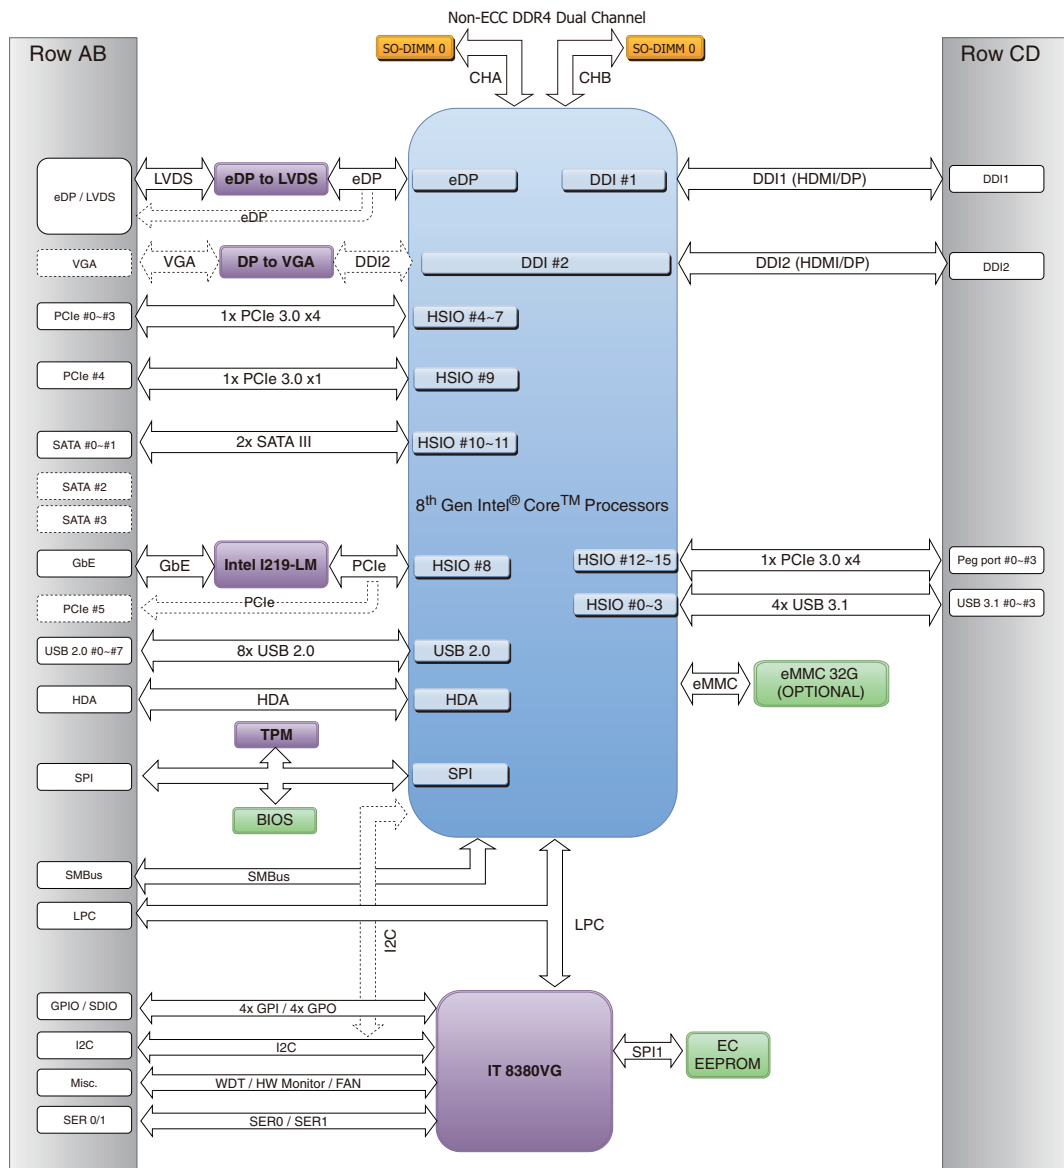 Non-ECC DDR4 Dual Channel
Row AB
SO-DIMM 0
SO-DIMM 0
Row CD
CHA
CHB
eDP / LVDS
LVDS
eDP to LVDS
eDP
eDP
DDI #1
DDI1 (HDMI/DP)
DDI1
eDP
VGA
VGA
DP to VGA
DDI2
DDI #2
DDI2 (HDMI/DP)
DDI2
PCIe #0~#3
1x PCIe 3.0 x4
HSIO #4~7
PCIe #4
1x PCIe 3.0 x1
HSIO #9
SATA #0~#1
2x SATA III
HSIO #10~11
SATA #2
8th Gen Intel® Core™ Processors
SATA #3
GbE
GbE
Intel I219-LM
PCIe
HSIO #8
HSIO #12~15
1x PCIe 3.0 x4
Peg port #0~#3
PCIe #5
PCIe
HSIO #0~3
4x USB 3.1
USB 3.1 #0~#3
USB 2.0 #0~#7
8x USB 2.0
USB 2.0
HDA
HDA
HDA
eMMC
eMMC 32G
(OPTIONAL)
TPM
SPI
SPI
BIOS
SMBus
SMBus
LPC
LPC
I2C
GPIO / SDIO
4x GPI / 4x GPO
I2C
I2C
IT 8380VG
SPI1
EC
EEPROM
Misc.
WDT / HW Monitor / FAN
SER 0/1
SER0 / SER1